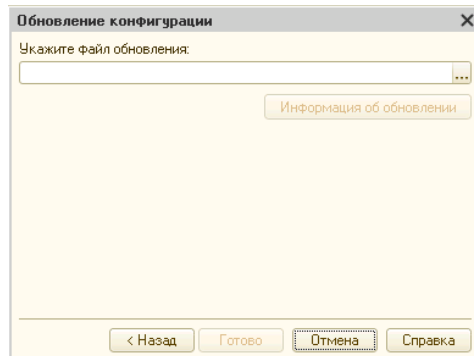 Обновление конфигурации
Укажите файл обновления:
...
Информация об обновлении
< Назад Готово Отмена Справка